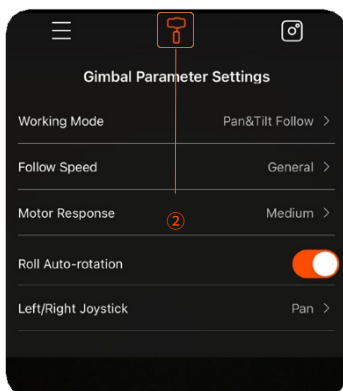 Gimbal Parameter Settings
Working Mode Pan&Tilt Follow >
Follow Speed General >
Motor Response Medium >
②
Roll Auto-rotation
Left/Right Joystick Pan >